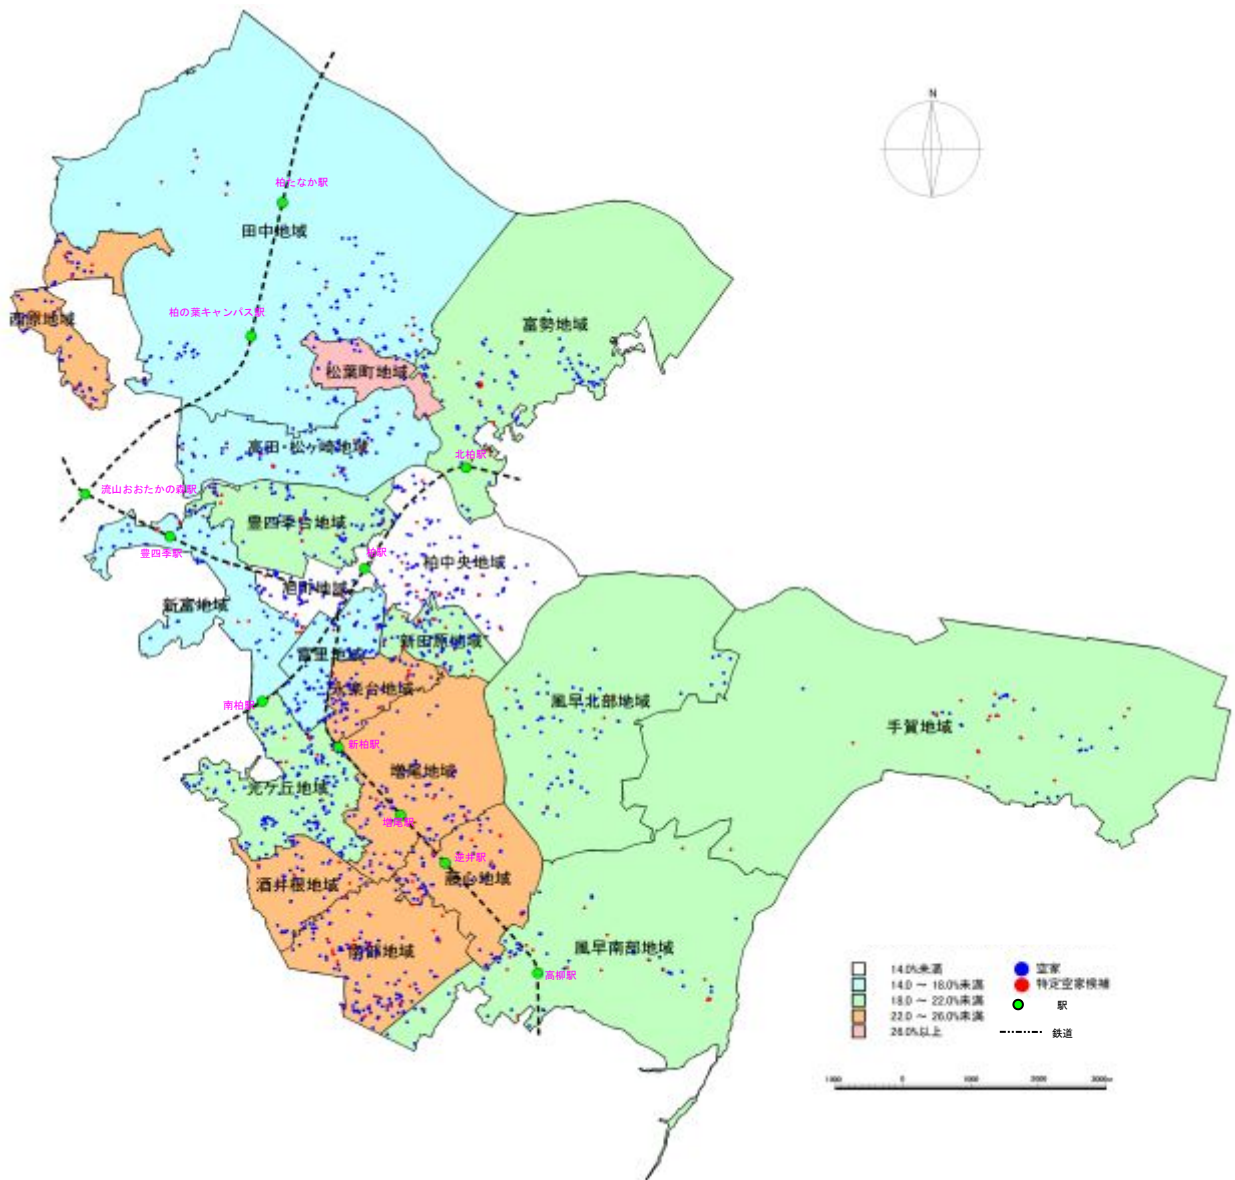 N
柏たなか駅
田中地域
柏の葉キャンパス駅
西原地域
富勢地域
松葉町地域
高田・松ヶ崎地域
北柏駅
流山おおたかの森駅
豊四季台地域
豊四季駅
柏駅
柏中央地域
旭町地域
新富地域
新田原地域
富里地域
永楽台地域
南柏駅
風早北部地域
手賀地域
新柏駅
増尾地域
光ケ丘地域
増尾駅
逆井駅
藤心地域
酒井根地域
南部地域
風早南部地域
高柳駅
14.0%未満
14.0 ～ 18.0%未満
18.0 ～ 22.0%未満
22.0 ～ 26.0%未満
26.0%以上
空家
特定空家候補
駅
鉄道
1000 0 1000 2000 3000m